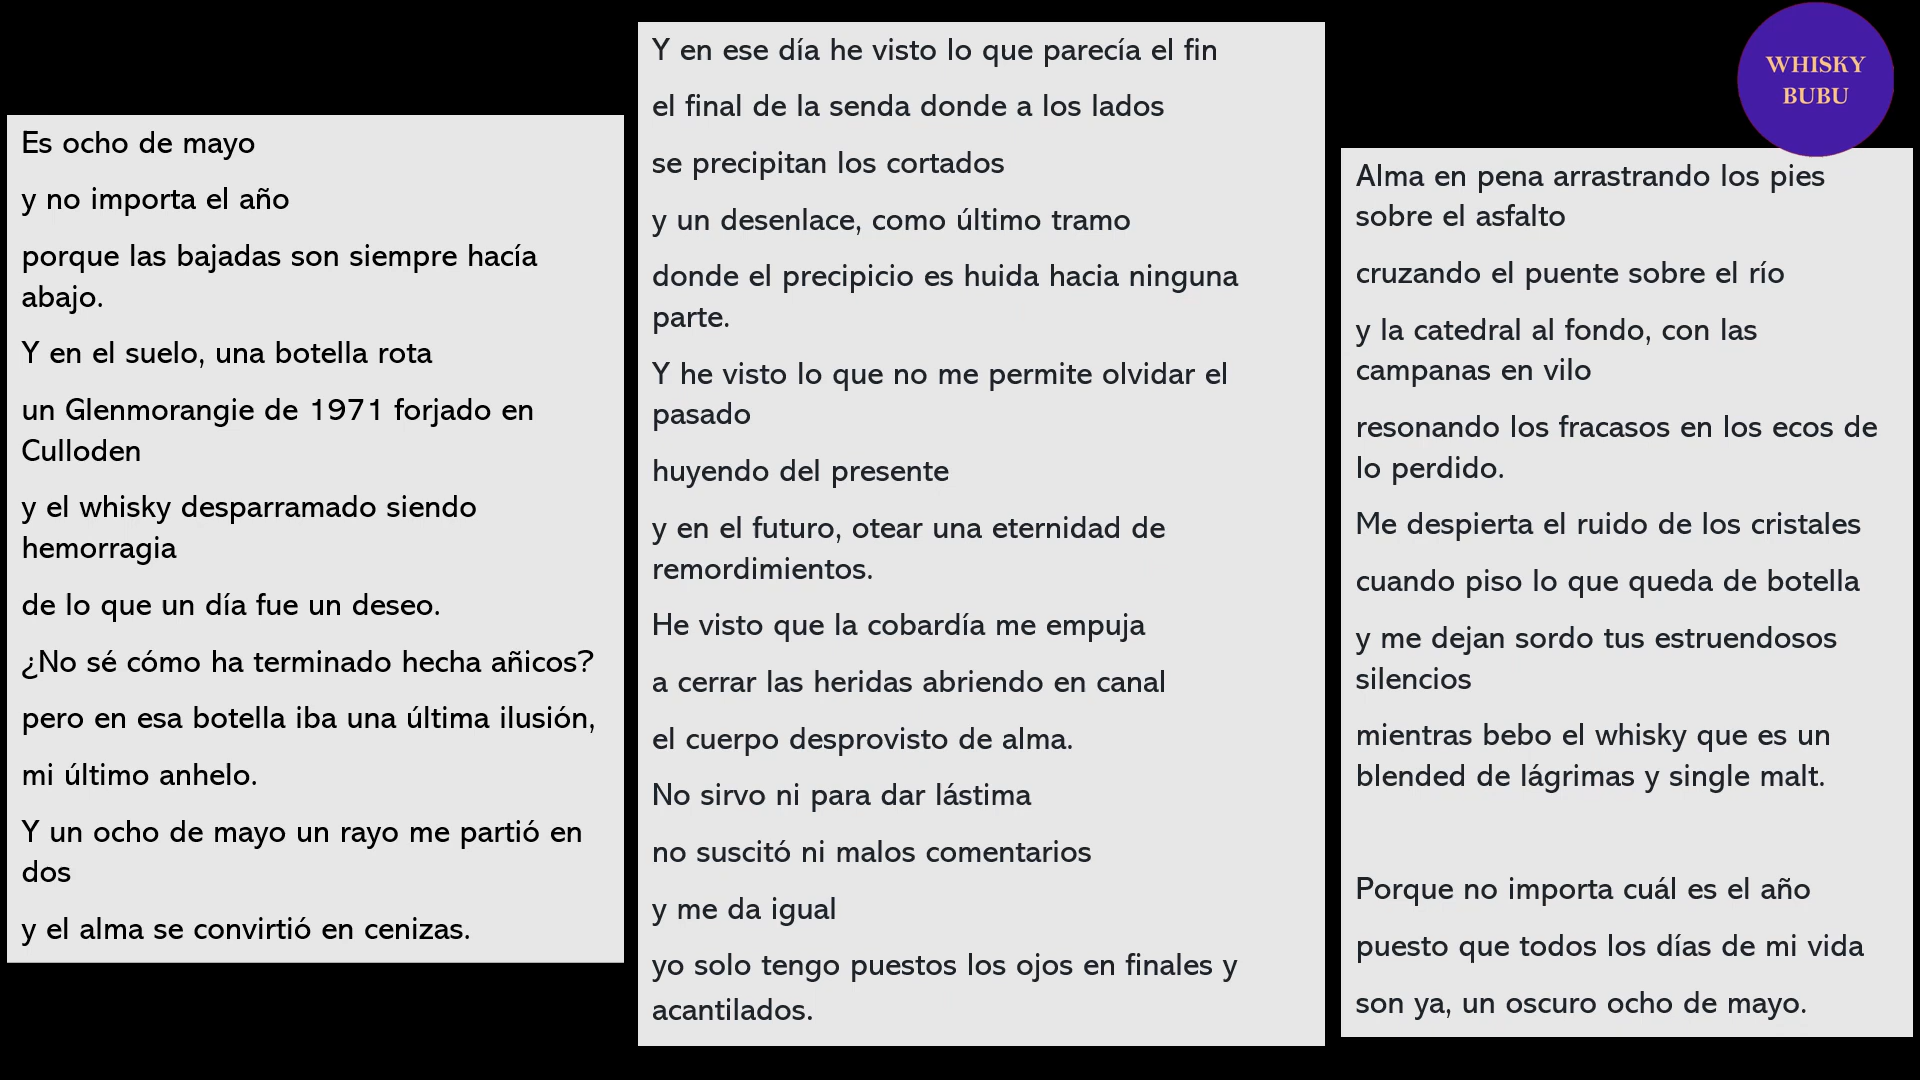 Es ocho de mayo
y no importa el año
porque las bajadas son siempre hacía
abajo.
Y en el suelo, una botella rota
un Glenmorangie de 1971 forjado en
Culloden
y el whisky desparramado siendo
hemorragia
de lo que un día fue un deseo.
¿No sé cómo ha terminado hecha añicos?
pero en esa botella iba una última ilusión,
mi último anhelo.
Y un ocho de mayo un rayo me partió en
dos
y el alma se convirtió en cenizas.
Y en ese día he visto lo que parecía el fin
el final de la senda donde a los lados
se precipitan los cortados
y un desenlace, como último tramo
donde el precipicio es huida hacia ninguna
parte.
Y he visto lo que no me permite olvidar el
pasado
huyendo del presente
y en el futuro, otear una eternidad de
remordimientos.
He visto que la cobardía me empuja
a cerrar las heridas abriendo en canal
el cuerpo desprovisto de alma.
No sirvo ni para dar lástima
no suscitó ni malos comentarios
y me da igual
yo solo tengo puestos los ojos en finales y
acantilados.
WHISKY
BUBU
Alma en pena arrastrando los pies
sobre el asfalto
cruzando el puente sobre el río
y la catedral al fondo, con las
campanas en vilo
resonando los fracasos en los ecos de
lo perdido.
Me despierta el ruido de los cristales
cuando piso lo que queda de botella
y me dejan sordo tus estruendosos
silencios
mientras bebo el whisky que es un
blended de lágrimas y single malt.
Porque no importa cuál es el año
puesto que todos los días de mi vida
son ya, un oscuro ocho de mayo.